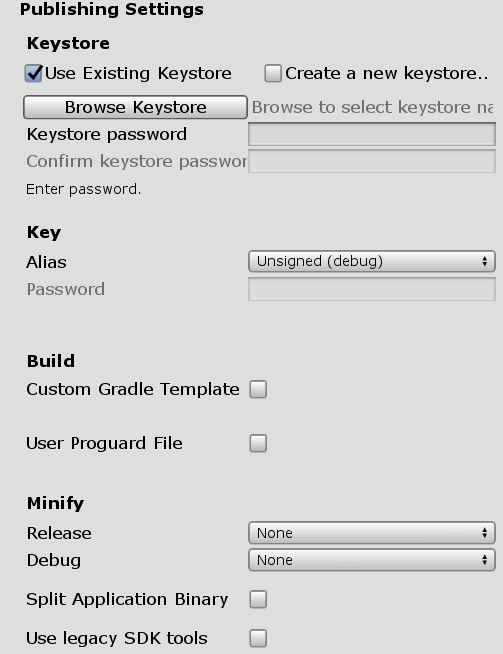 Publishing Settings
Keystore
Use Existing Keystore Create a new keystore..
Browse Keystore Browse to select keystore na
Keystore password
Confirm keystore passwor
Enter password.
Key
Alias Unsigned (debug)
Password
Build
Custom Gradle Template
User Proguard File
Minify
Release None
Debug None
Split Application Binary
Use legacy SDK tools